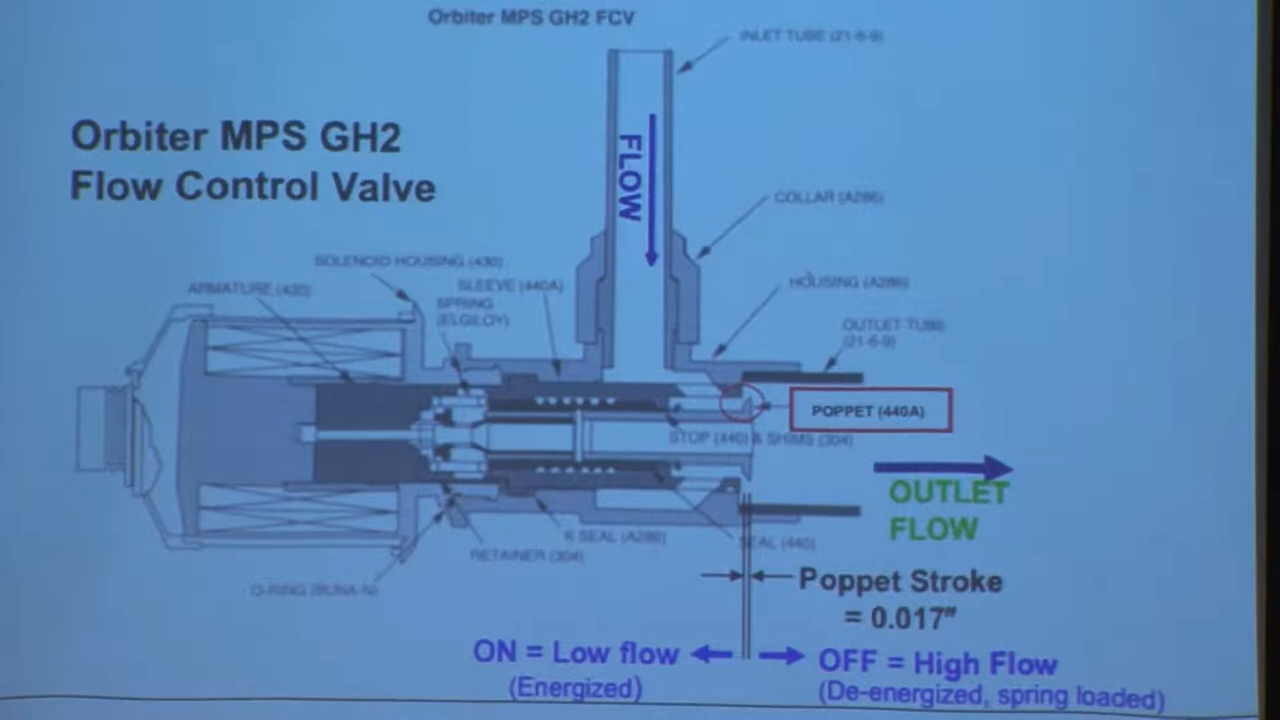 Orbiter MPS GH2 FCV
INLET TUBE (21-6-9)
Orbiter MPS GH2
Flow Control Valve
FLOW
COLLAR (A286)
SOLENOID HOUSING (430)
ARMATURE (430)
SLEEVE (440A)
SPRING
(ELGILOY)
HOUSING (A286)
OUTLET TUBE
(21-6-9)
POPPET (440A)
STOP (440) & SHIMS (304)
OUTLET
FLOW
K SEAL (A286)
SEAL (440)
RETAINER (304)
O-RING (BUNA-N)
Poppet Stroke
= 0.017"
ON = Low flow
(Energized)
OFF = High Flow
(De-energized, spring loaded)